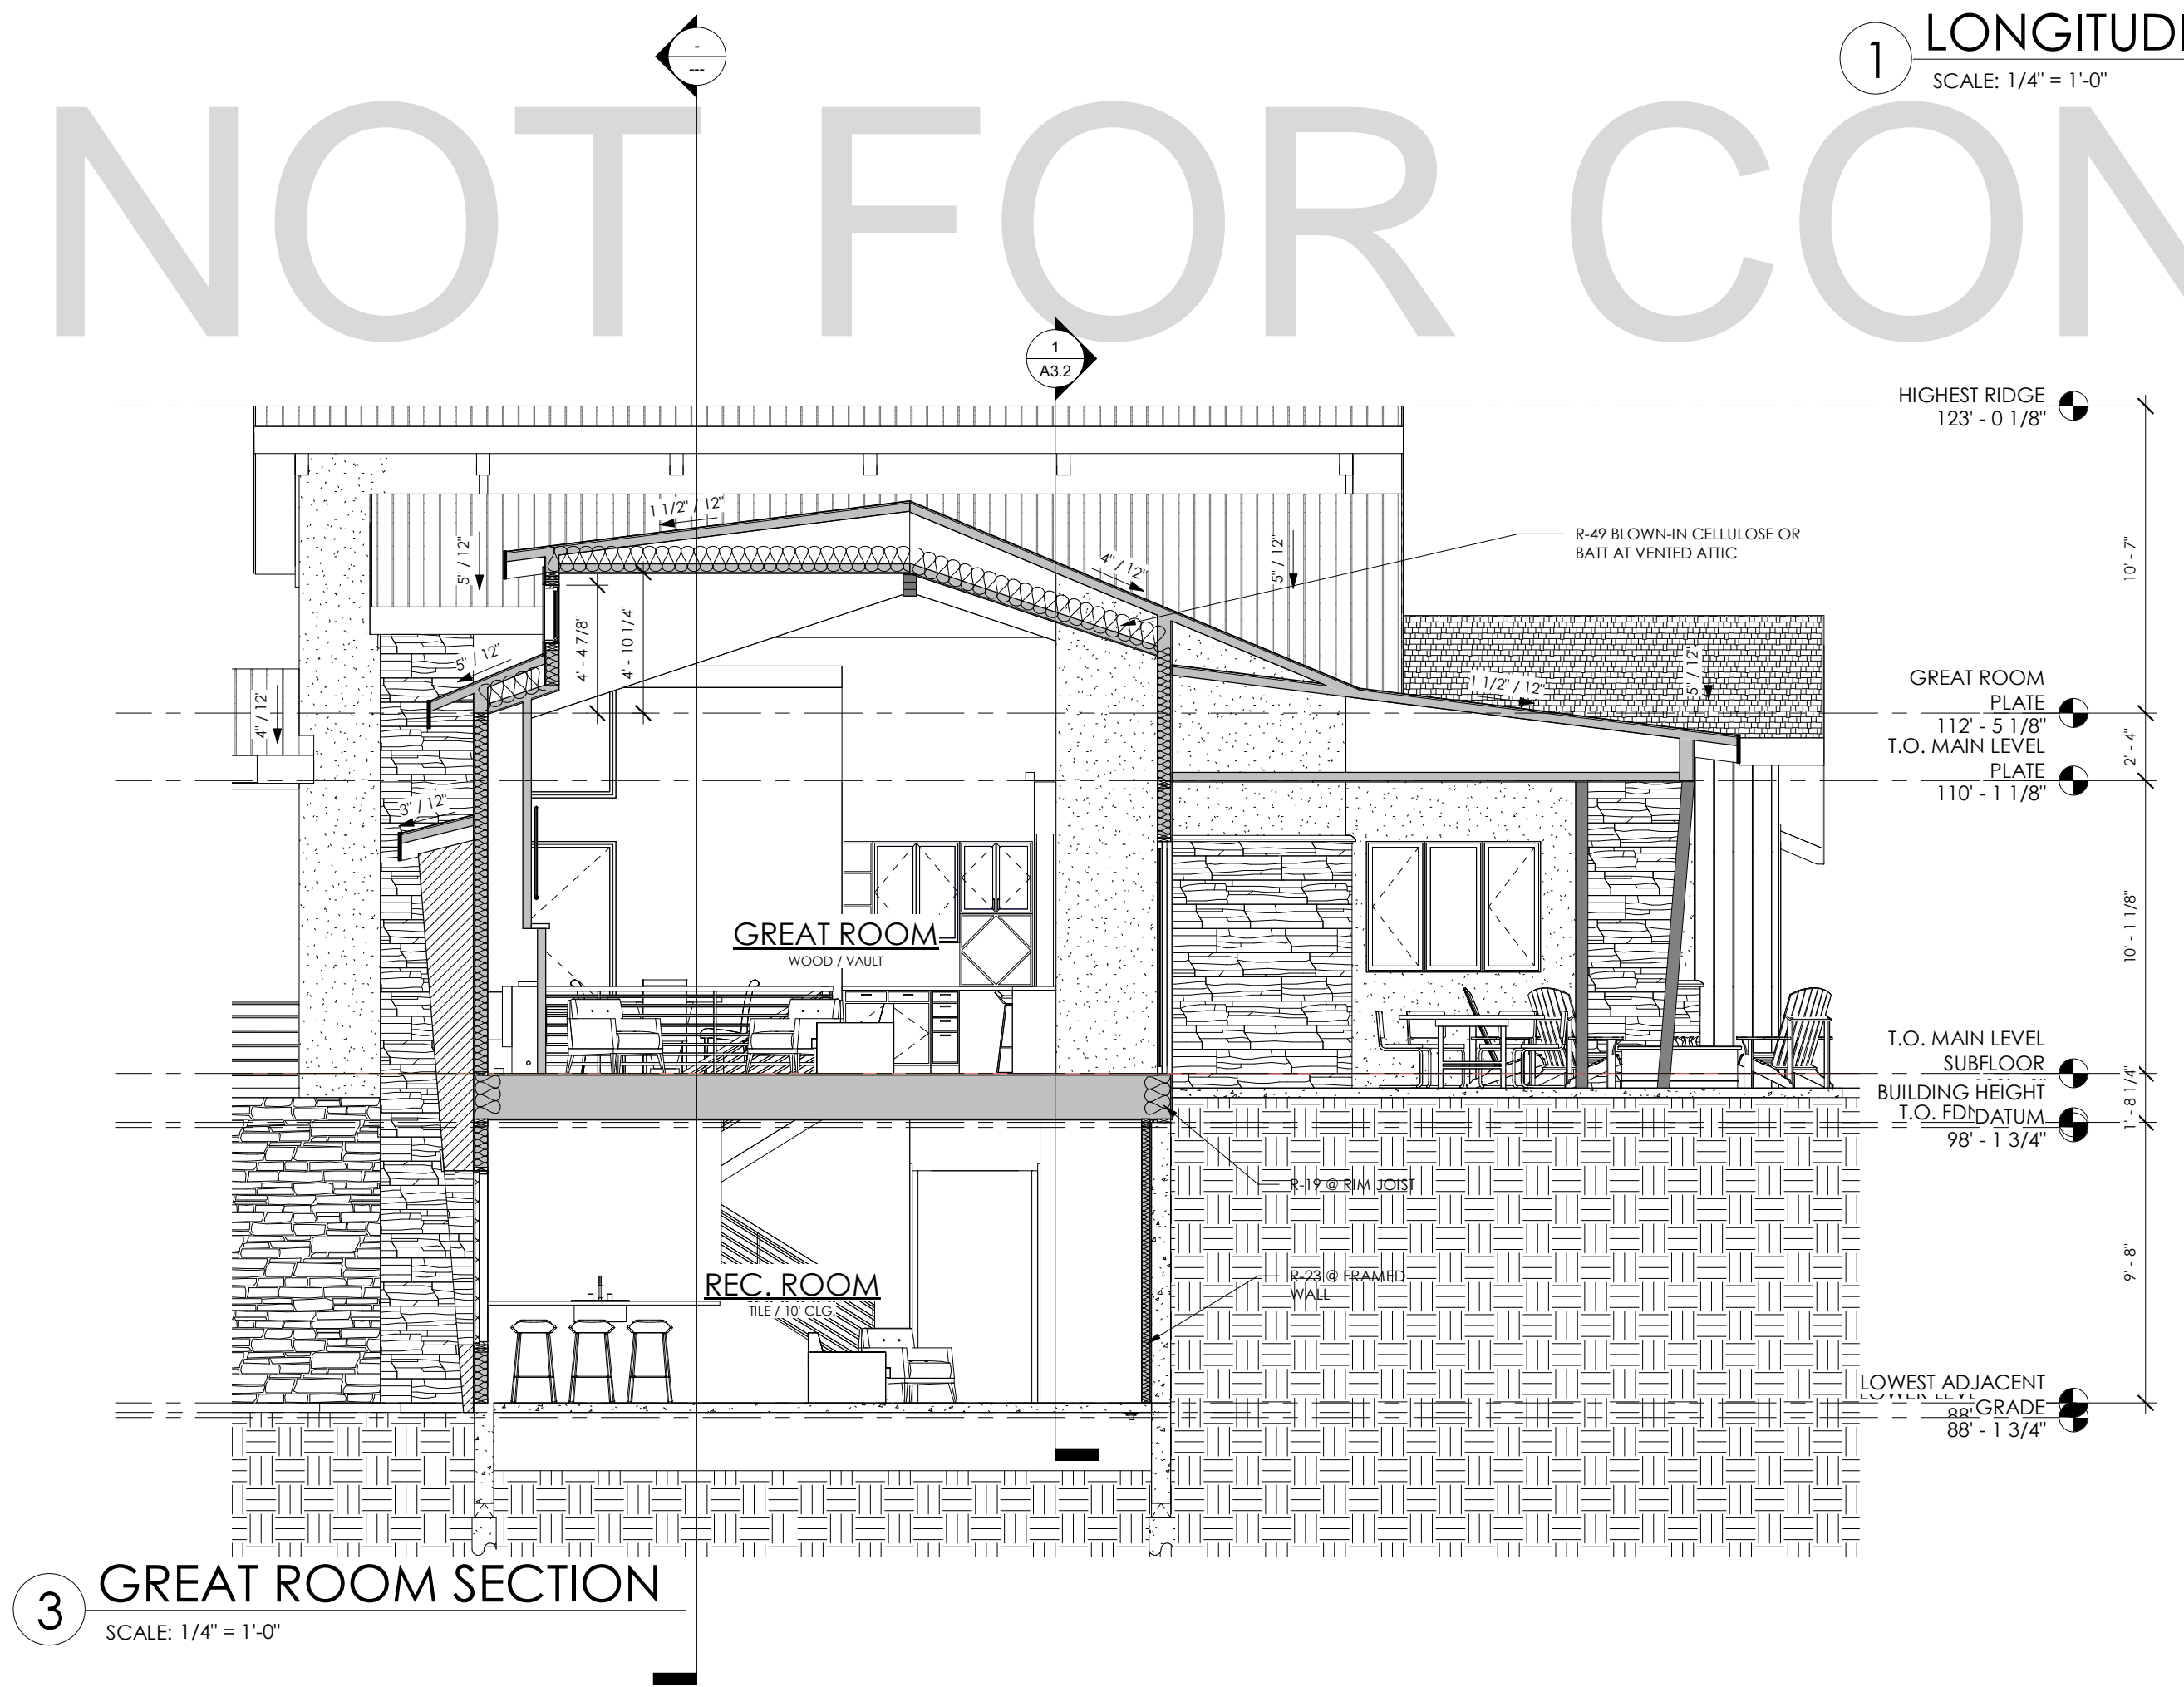 1
LONGITUDI
SCALE: 1/4" = 1'-0"
-
---
NOT FOR CON
1
A3.2
HIGHEST RIDGE
123' - 0 1/8"
10' - 7"
1 1/2" / 12"
5" / 12"
4" / 12"
5" / 12"
R-49 BLOWN-IN CELLULOSE OR
BATT AT VENTED ATTIC
4' - 4 7/8"
4' - 10 1/4"
5" / 12"
4" / 12"
1 1/2" / 12"
5" / 12"
GREAT ROOM
PLATE
112' - 5 1/8"
T.O. MAIN LEVEL
PLATE
110' - 1 1/8"
2' - 4"
3" / 12"
GREAT ROOM
WOOD / VAULT
10' - 1 1/8"
T.O. MAIN LEVEL
SUBFLOOR
BUILDING HEIGHT
T.O. FDN DATUM
98' - 1 3/4"
1' - 8 1/4"
R-19 @ RIM JOIST
R-23 @ FRAMED
WALL
REC. ROOM
TILE / 10' CLG.
9' - 8"
LOWEST ADJACENT
GRADE
88' - 1 3/4"
3
GREAT ROOM SECTION
SCALE: 1/4" = 1'-0"